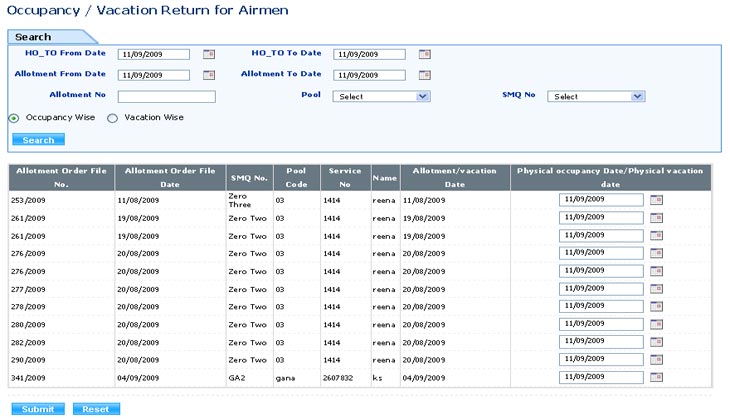 Occupancy / Vacation Return for Airmen
Search
HO_TO From Date 11/09/2009 HO_TO To Date 11/09/2009
Allotment From Date 11/09/2009 Allotment To Date 11/09/2009
Allotment No Pool Select SMQ No Select
Occupancy Wise Vacation Wise
Search
Allotment Order File No. Allotment Order File Date SMQ No. Pool Code Service No Name Allotment/vacation Date Physical occupancy Date/Physical vacation date
253/2009 11/08/2009 Zero Three 03 1414 reena 11/08/2009 11/09/2009
261/2009 19/08/2009 Zero Two 03 1414 reena 19/08/2009 11/09/2009
261/2009 19/08/2009 Zero Two 03 1414 reena 19/08/2009 11/09/2009
276/2009 20/08/2009 Zero Two 03 1414 reena 20/08/2009 11/09/2009
276/2009 20/08/2009 Zero Two 03 1414 reena 20/08/2009 11/09/2009
277/2009 20/08/2009 Zero Two 03 1414 reena 20/08/2009 11/09/2009
278/2009 20/08/2009 Zero Two 03 1414 reena 20/08/2009 11/09/2009
280/2009 20/08/2009 Zero Two 03 1414 reena 20/08/2009 11/09/2009
282/2009 20/08/2009 Zero Two 03 1414 reena 20/08/2009 11/09/2009
290/2009 20/08/2009 Zero Two 03 1414 reena 20/08/2009 11/09/2009
341/2009 04/09/2009 GA2 gana 2607832 ks 04/09/2009 11/09/2009
Submit Reset